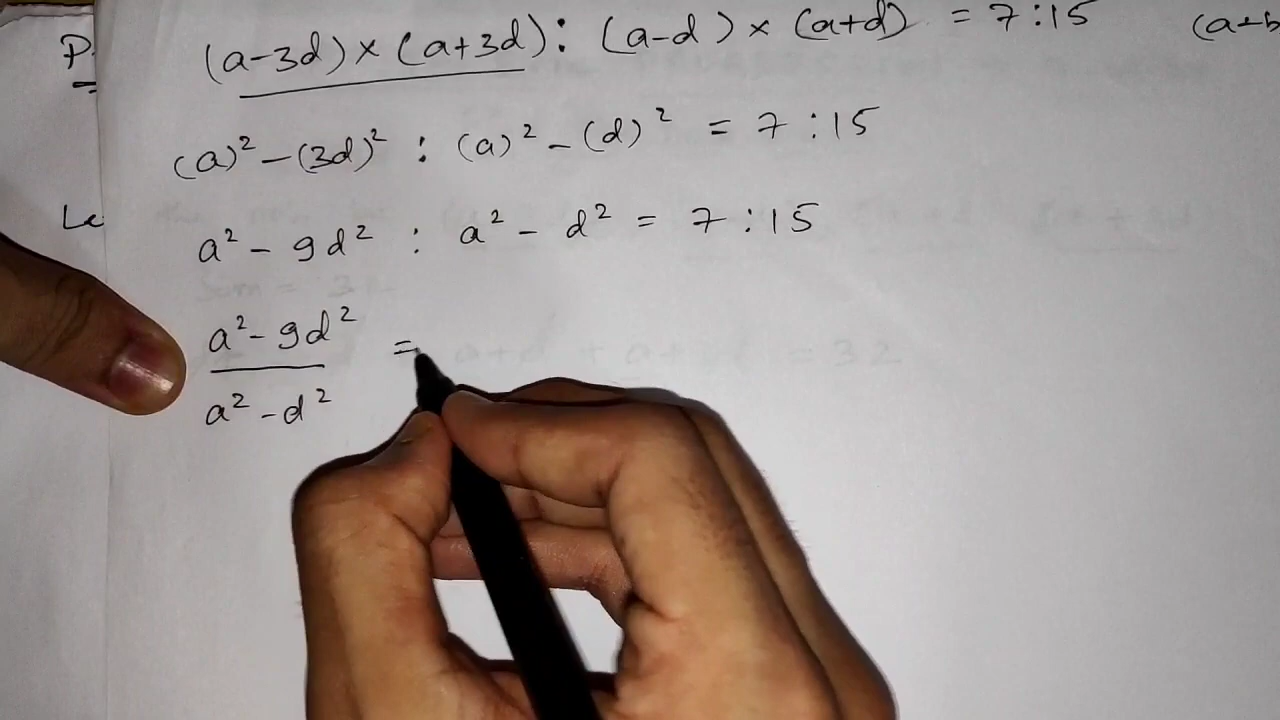 P.
(a-3d) × (a+3d) : (a-d) × (a+d) = 7:15 (a+b
(a)² - (3d)² : (a)² - (d)² = 7:15
Le
a² - 9d² : a² - d² = 7:15
a² - 9d² =
a² - d²